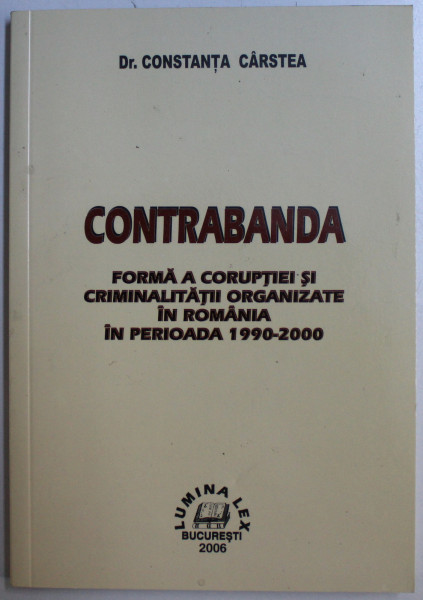 Dr. CONSTANȚA CÂRSTEA
CONTRABANDA
FORMĂ A CORUPȚIEI ȘI
CRIMINALITĂȚII ORGANIZATE
ÎN ROMÂNIA
ÎN PERIOADA 1990-2000
LUMINA LEX
BUCUREȘTI
2006